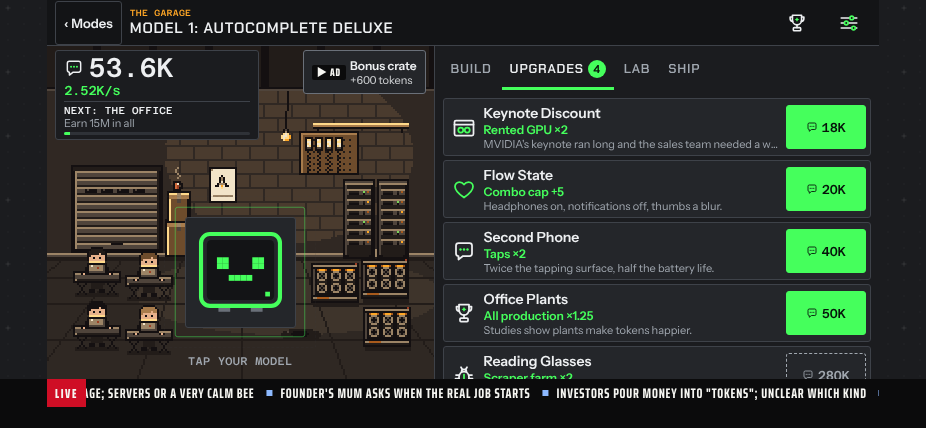 ‹ Modes
THE GARAGE
MODEL 1: AUTOCOMPLETE DELUXE
53.6K
2.52K/s
NEXT: THE OFFICE
Earn 15M in all
AD
Bonus crate
+600 tokens
TAP YOUR MODEL
BUILD
UPGRADES 4
LAB
SHIP
Keynote Discount
Rented GPU ×2
MVIDIA's keynote ran long and the sales team needed a w...
18K
Flow State
Combo cap +5
Headphones on, notifications off, thumbs a blur.
20K
Second Phone
Taps ×2
Twice the tapping surface, half the battery life.
40K
Office Plants
All production ×1.25
Studies show plants make tokens happier.
50K
Reading Glasses
Scraper farm ×2
280K
LIVE
AGE; SERVERS OR A VERY CALM BEE ■ FOUNDER'S MUM ASKS WHEN THE REAL JOB STARTS ■ INVESTORS POUR MONEY INTO "TOKENS"; UNCLEAR WHICH KIND